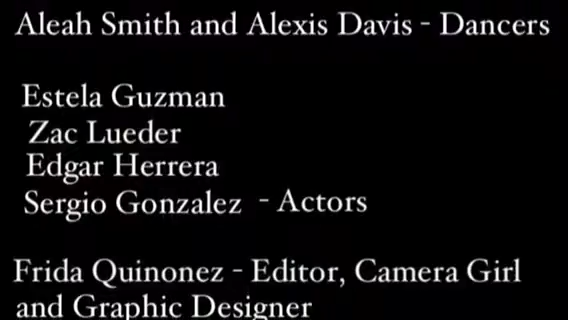 Aleah Smith and Alexis Davis - Dancers
Estela Guzman
Zac Lueder
Edgar Herrera
Sergio Gonzalez - Actors
Frida Quinonez - Editor, Camera Girl
and Graphic Designer